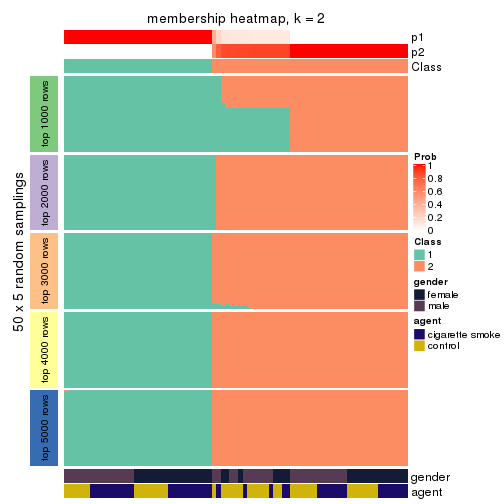 membership heatmap, k = 2
p1
p2
Class
50 x 5 random samplings
top 1000 rows
top 2000 rows
top 3000 rows
top 4000 rows
top 5000 rows
Prob
1
0.8
0.6
0.4
0.2
0
Class
1
2
gender
female
male
agent
cigarette smoke
control
gender
agent